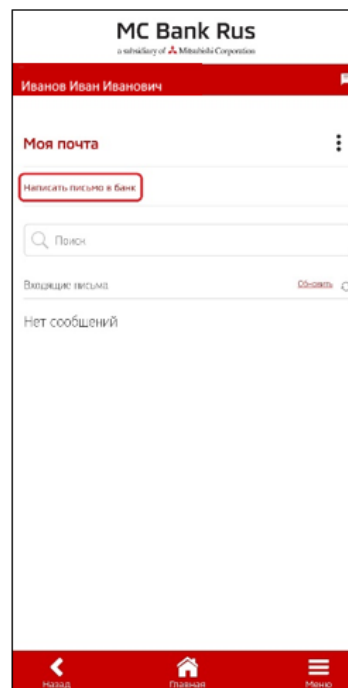 MC Bank Rus
a subsidiary of Mitsubishi Corporation
Иванов Иван Иванович
Моя почта
Написать письмо в банк
Поиск
Входящие письма Обновить
Нет сообщений
Назад Главная Меню